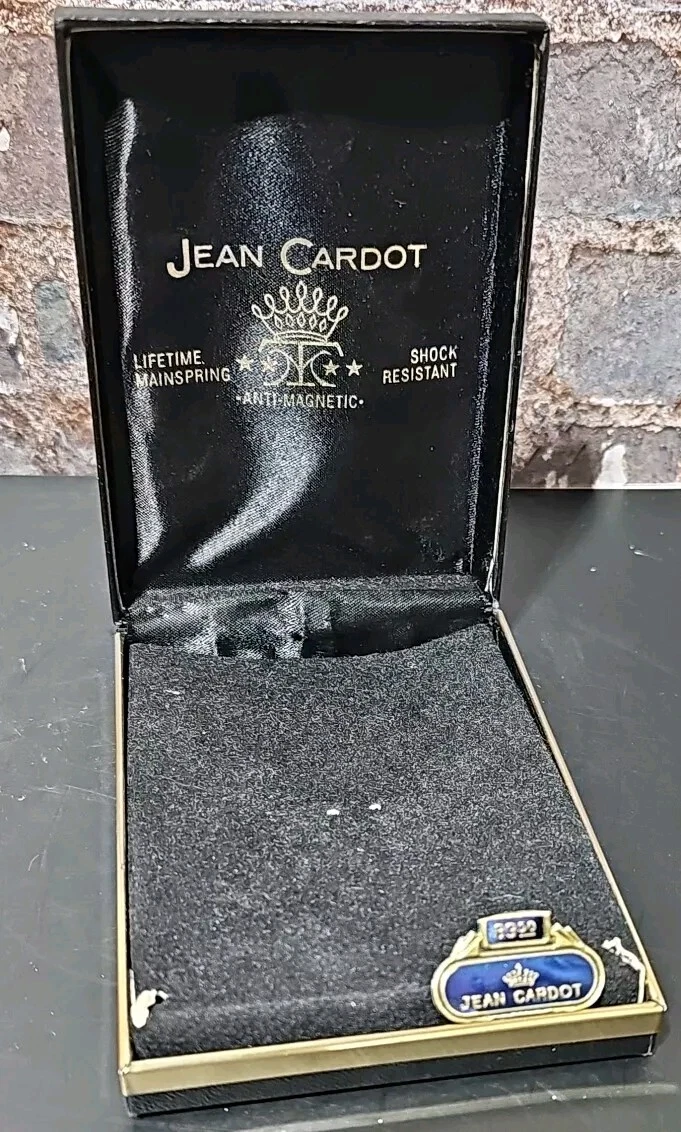 JEAN CARDOT
LIFETIME
MAINSPRING
SHOCK
RESISTANT
•ANTI-MAGNETIC•
JEAN CARDOT